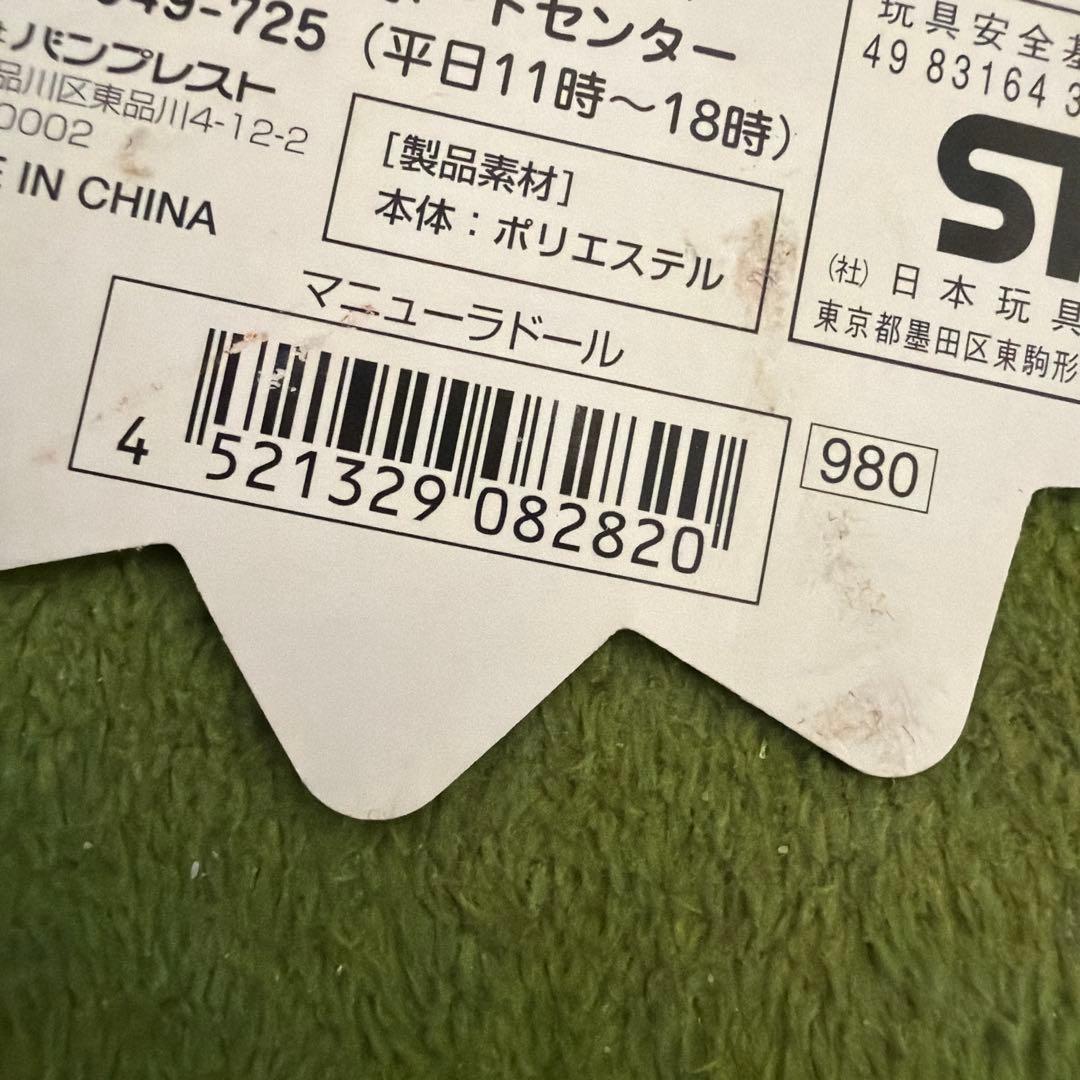 ートセンター
949-725 (平日11時～18時)
バンプレスト
品川区東品川4-12-2
0002
IN CHINA
[製品素材]
本体：ポリエステル
玩具安全基
49 83164 3
ST
(社) 日本玩具
東京都墨田区東駒形
マニューラドール
4 521329 082820
980